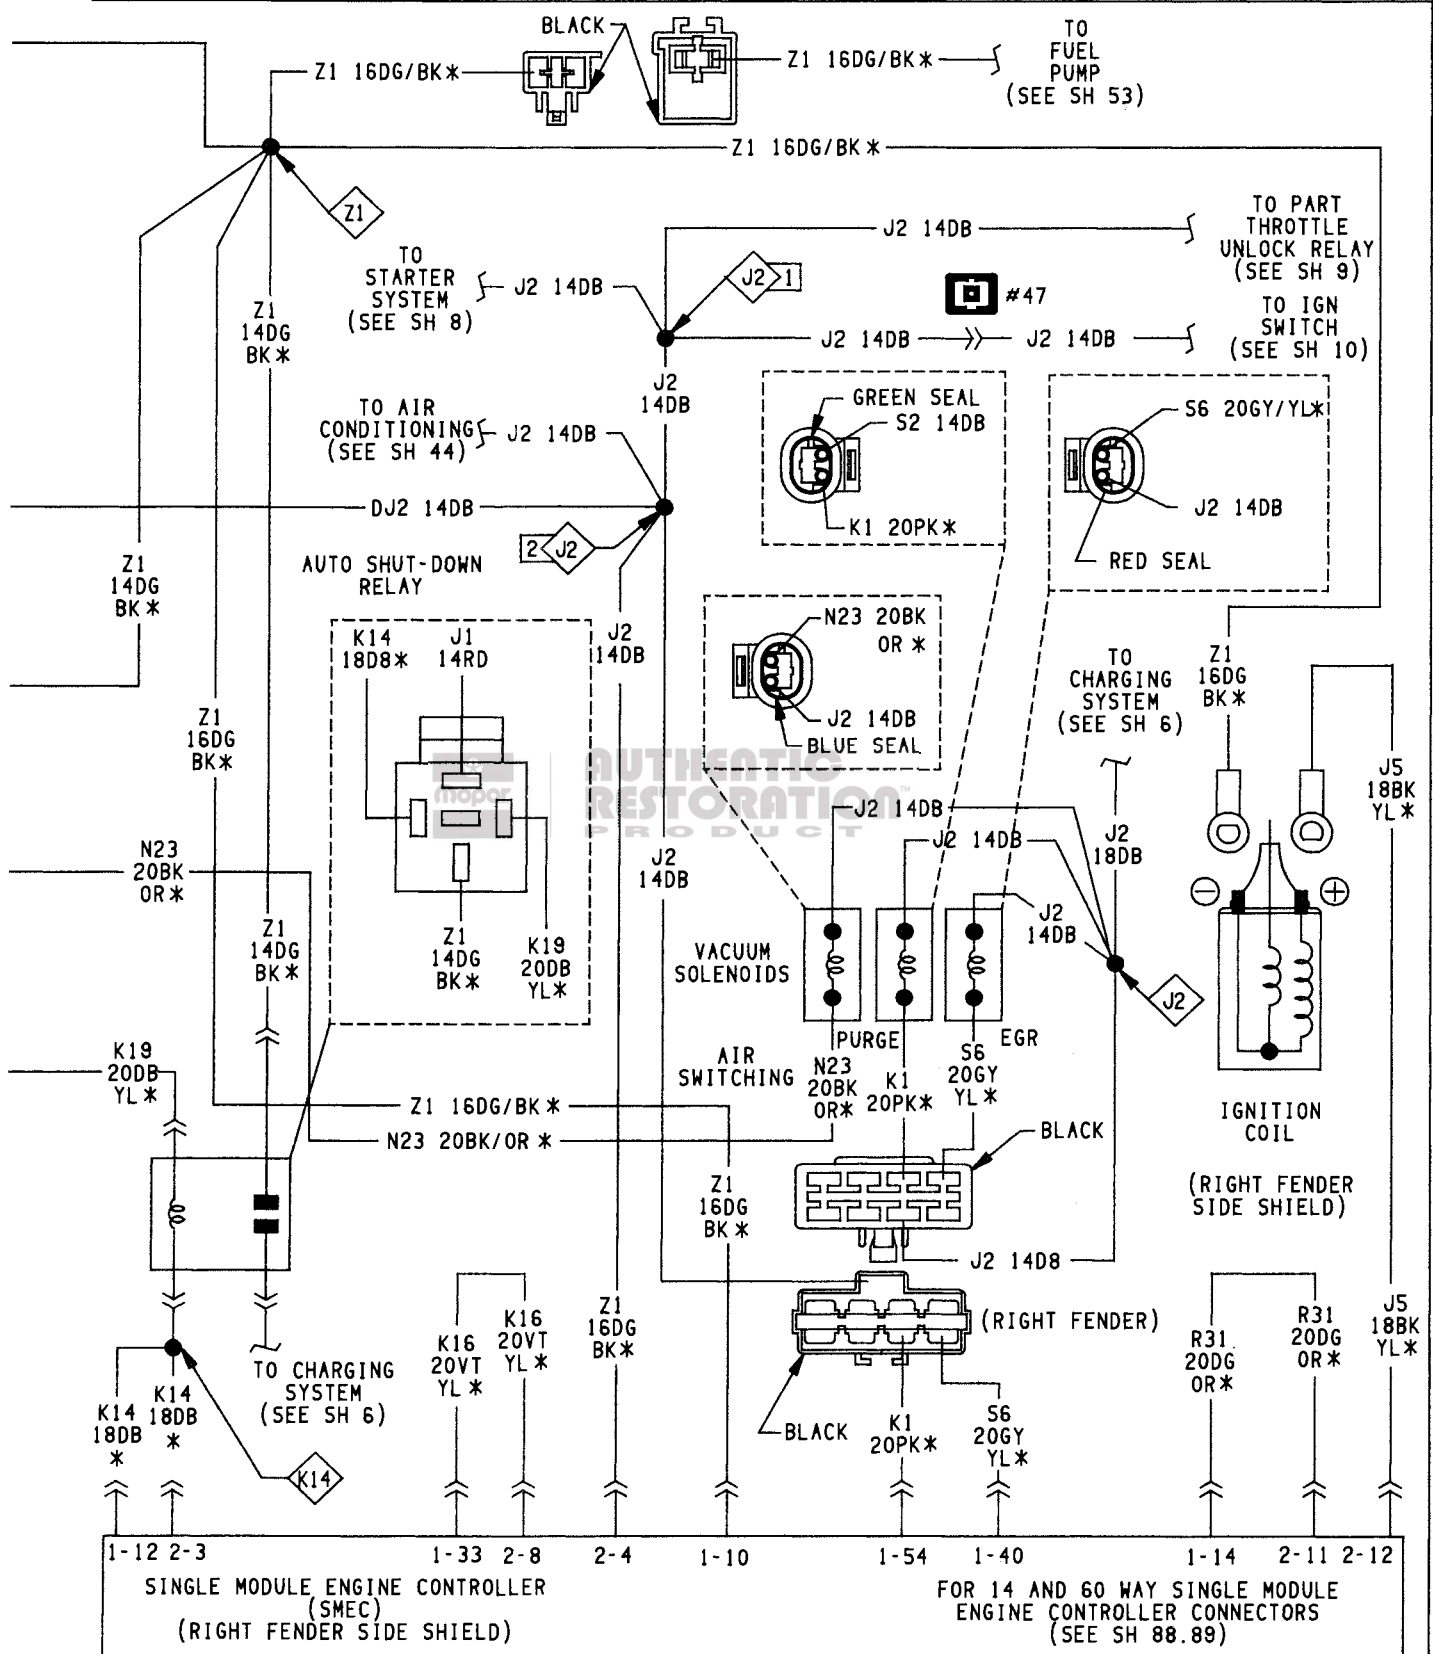 BLACK
TO
FUEL
PUMP
(SEE SH 53)
Z1 16DG/BK*
Z1 16DG/BK*
Z1 16DG/BK*
Z1
TO PART
THROTTLE
UNLOCK RELAY
(SEE SH 9)
J2 14DB
TO
STARTER
SYSTEM
(SEE SH 8)
J2 14DB
J2 1
#47
TO IGN
SWITCH
(SEE SH 10)
Z1
14DG
BK*
J2 14DB
J2 14DB
J2
14DB
GREEN SEAL
S2 14DB
K1 20PK*
S6 20GY/YL*
J2 14DB
RED SEAL
TO AIR
CONDITIONING
(SEE SH 44)
J2 14DB
DJ2 14DB
2 J2
Z1
14DG
BK*
AUTO SHUT-DOWN
RELAY
K14
18D8*
J1
14RD
J2
14DB
N23 20BK
OR *
J2 14DB
BLUE SEAL
TO
CHARGING
SYSTEM
(SEE SH 6)
Z1
16DG
BK*
Z1
16DG
BK*
J5
18BK
YL*
mopar
AUTHENTIC
RESTORATION™
PRODUCT
J2 14DB
J2 14DB
J2
18DB
N23
20BK
OR*
J2
14DB
J2
14DB
− +
Z1
14DG
BK*
Z1
14DG
BK*
K19
20DB
YL*
VACUUM
SOLENOIDS
J2
PURGE
EGR
AIR
SWITCHING
N23
20BK
OR*
K1
20PK*
S6
20GY
YL*
K19
20DB
YL*
Z1 16DG/BK*
N23 20BK/OR *
BLACK
IGNITION
COIL
(RIGHT FENDER
SIDE SHIELD)
Z1
16DG
BK*
J2 14D8
(RIGHT FENDER)
K16
20VT
YL*
K16
20VT
YL*
Z1
16DG
BK*
R31
20DG
OR*
R31
20DG
OR*
J5
18BK
YL*
TO CHARGING
SYSTEM
(SEE SH 6)
K14
18DB
*
K14
18DB
*
K14
BLACK
K1
20PK*
S6
20GY
YL*
1-12 2-3 1-33 2-8 2-4 1-10 1-54 1-40 1-14 2-11 2-12
SINGLE MODULE ENGINE CONTROLLER
(SMEC)
(RIGHT FENDER SIDE SHIELD)
FOR 14 AND 60 WAY SINGLE MODULE
ENGINE CONTROLLER CONNECTORS
(SEE SH 88.89)